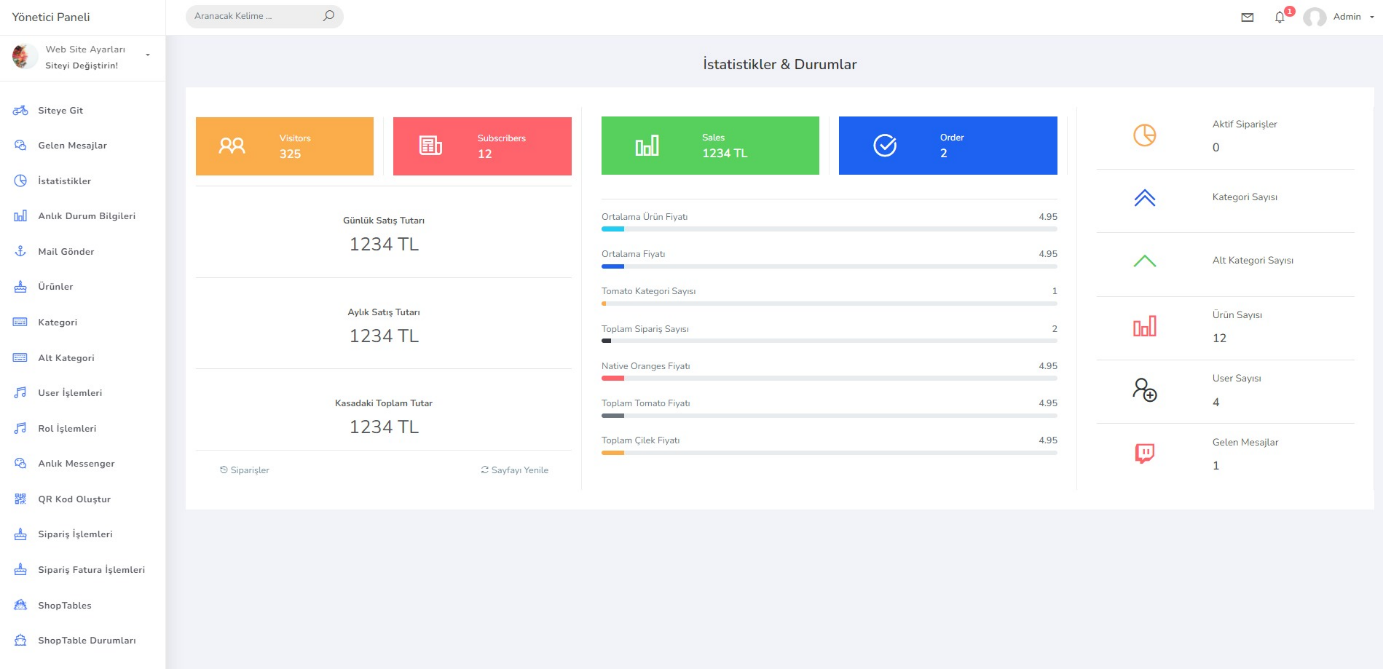 Yönetici Paneli
Aranacak Kelime ...
1
Admin
Web Site Ayarları
Siteyi Değiştirin!
Siteye Git
Gelen Mesajlar
İstatistikler
Anlık Durum Bilgileri
Mail Gönder
Ürünler
Kategori
Alt Kategori
User İşlemleri
Rol İşlemleri
Anlık Messenger
QR Kod Oluştur
Sipariş İşlemleri
Sipariş Fatura İşlemleri
ShopTables
ShopTable Durumları
İstatistikler & Durumlar
Visitors
325
Subscribers
12
Günlük Satış Tutarı
1234 TL
Aylık Satış Tutarı
1234 TL
Kasadaki Toplam Tutar
1234 TL
Siparişler
Sayfayı Yenile
Sales
1234 TL
Order
2
Ortalama Ürün Fiyatı 4.95
Ortalama Fiyatı 4.95
Tomato Kategori Sayısı 1
Toplam Sipariş Sayısı 2
Native Oranges Fiyatı 4.95
Toplam Tomato Fiyatı 4.95
Toplam Çilek Fiyatı 4.95
Aktif Siparişler
0
Kategori Sayısı
Alt Kategori Sayısı
Ürün Sayısı
12
User Sayısı
4
Gelen Mesajlar
1